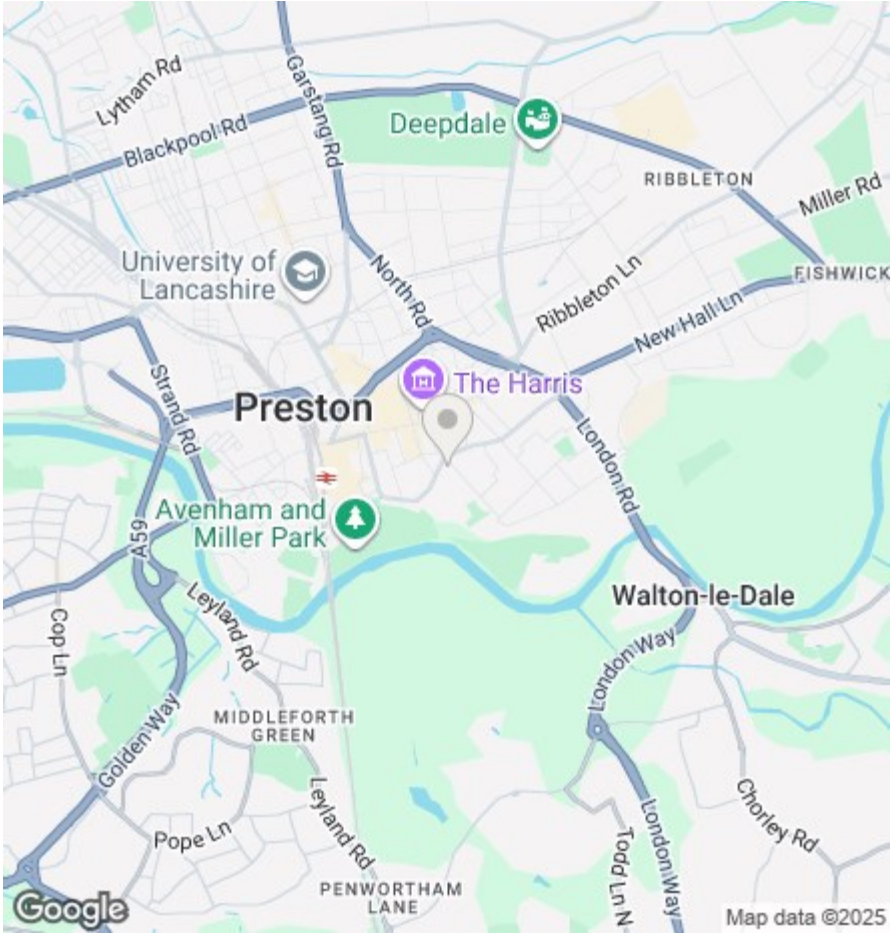 Lytham Rd
Garstang Rd
Blackpool Rd
Deepdale
RIBBLETON
Miller Rd
University of
Lancashire
North Rd
Ribbleton Ln
FISHWICK
New Hall Ln
Strand Rd
The Harris
Preston
London Rd
Avenham and
Miller Park
A59
Leyland Rd
Walton-le-Dale
Cop Ln
London Way
MIDDLEFORTH
GREEN
Golden Way
Leyland Rd
Pope Ln
Todd Ln N
London Way
Chorley Rd
PENWORTHAM
LANE
Google
Map data ©2025